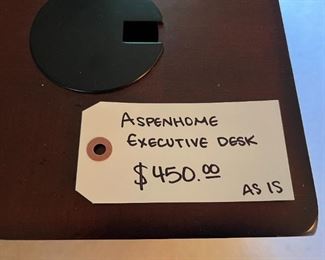 ASPENHOME
EXECUTIVE DESK
$450.00
AS IS